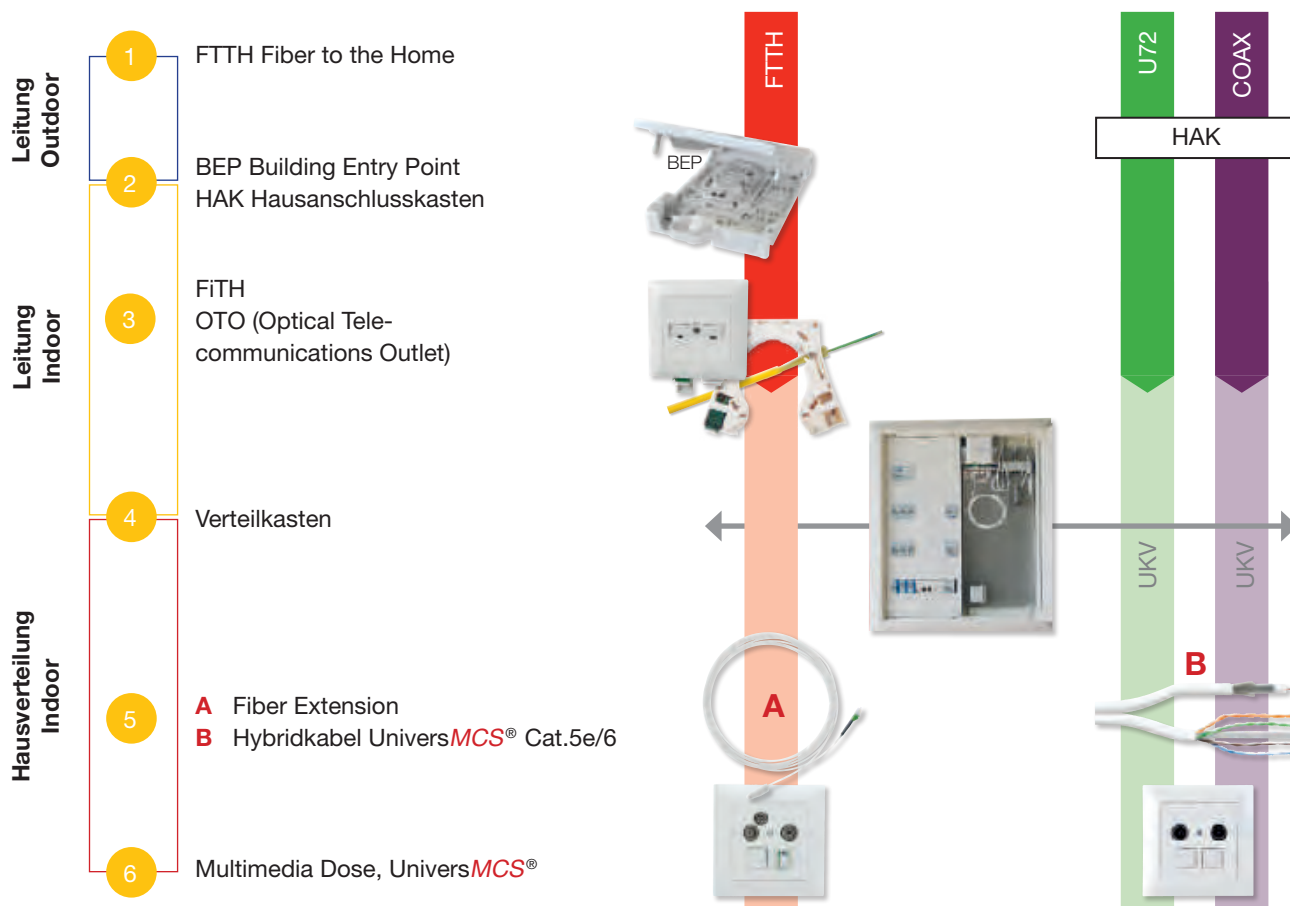 Leitung
Outdoor
1
FTTH Fiber to the Home
2
BEP Building Entry Point
HAK Hausanschlusskasten
Leitung
Indoor
3
FiTH
OTO (Optical Tele-
communications Outlet)
4
Verteilkasten
Hausverteilung
Indoor
5
A Fiber Extension
B Hybridkabel UniversMCS® Cat.5e/6
6
Multimedia Dose, UniversMCS®
FTTH
BEP
A
U72
COAX
HAK
UKV
UKV
B